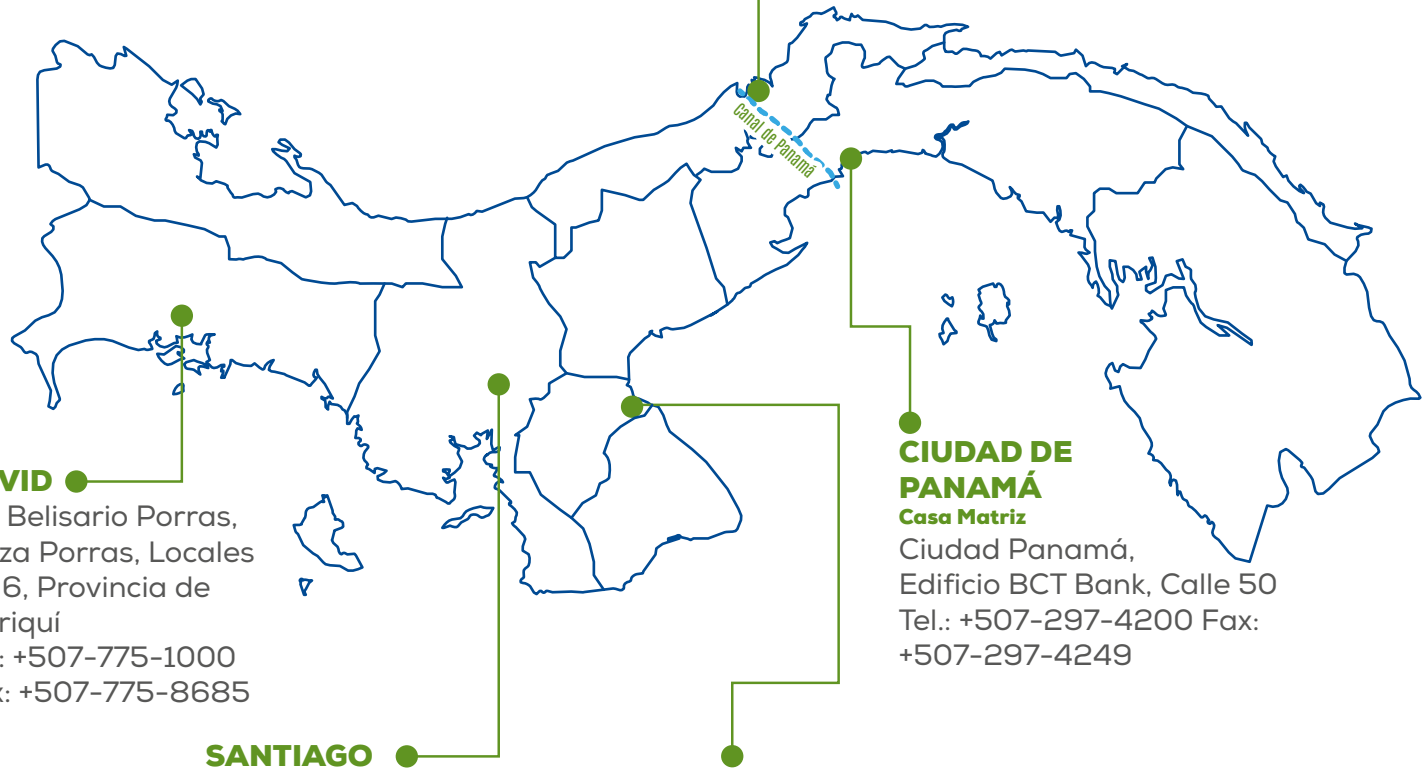 Canal de Panamá
VID
Belisario Porras,
za Porras, Locales
6, Provincia de
riquí
: +507-775-1000
x: +507-775-8685
SANTIAGO
CIUDAD DE
PANAMÁ
Casa Matriz
Ciudad Panamá,
Edificio BCT Bank, Calle 50
Tel.: +507-297-4200 Fax:
+507-297-4249